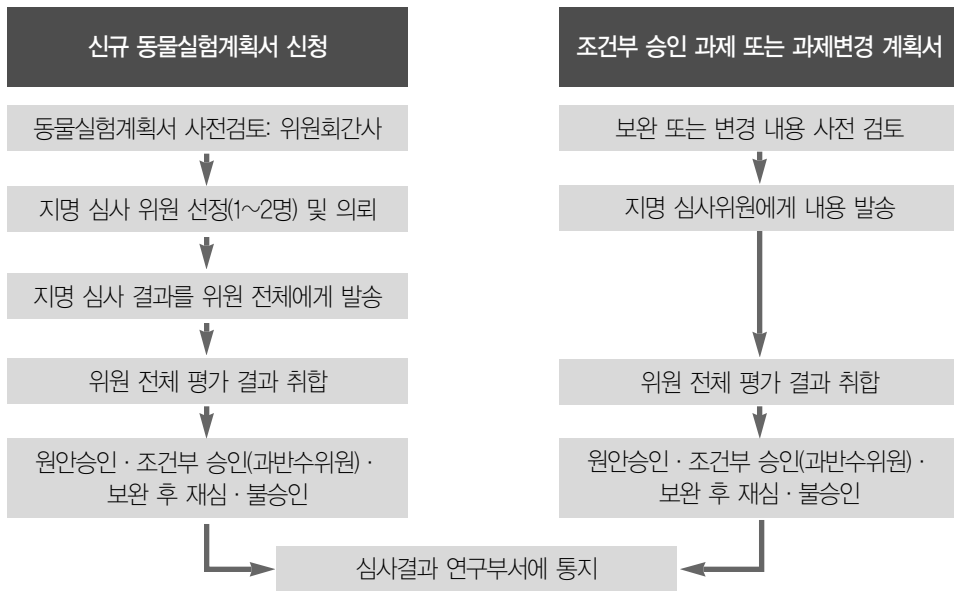 신규 동물실험계획서 신청
동물실험계획서 사전검토: 위원회간사
지명 심사 위원 선정(1~2명) 및 의뢰
지명 심사 결과를 위원 전체에게 발송
위원 전체 평가 결과 취합
원안승인 · 조건부 승인(과반수위원) ·
보완 후 재심 · 불승인
조건부 승인 과제 또는 과제변경 계획서
보완 또는 변경 내용 사전 검토
지명 심사위원에게 내용 발송
위원 전체 평가 결과 취합
원안승인 · 조건부 승인(과반수위원) ·
보완 후 재심 · 불승인
심사결과 연구부서에 통지